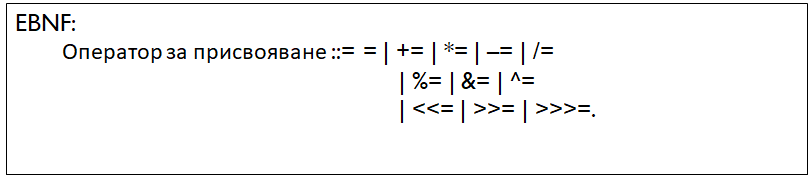 EBNF:
Оператор за присвояване ::= = | += | *= | –= | /=
| %= | &= | ^=
| <<= | >>= | >>>=.